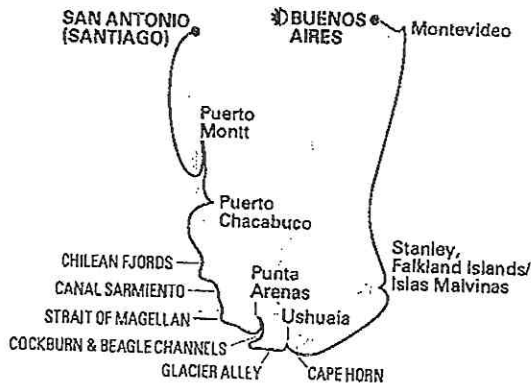 SAN ANTONIO
(SANTIAGO)
BUENOS
AIRES
Montevideo
Puerto
Montt
Puerto
Chacabuco
Stanley,
Falkland Islands/
Islas Malvinas
CHILEAN FJORDS
CANAL SARMIENTO
STRAIT OF MAGELLAN
COCKBURN & BEAGLE CHANNELS
GLACIER ALLEY
Punta
Arenas
Ushuaia
CAPE HORN